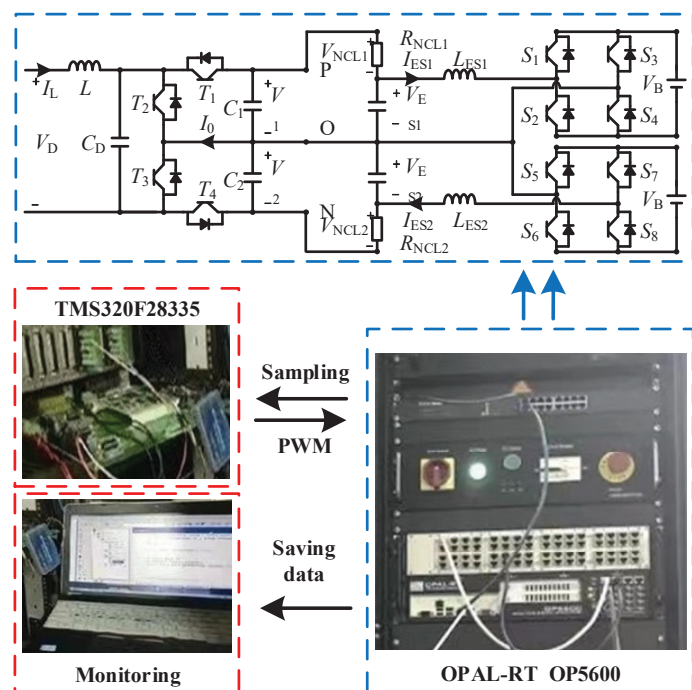 V_NCL1 R_NCL1
P I_ES1 L_ES1 S_1 S_3
+ I_L L T_1 + V + V_E V_B
T_2 C_1
V_D C_D I_0 − 1 O − S1 S_2 S_4
T_3 + V + V_E S_5 S_7
T_4 C_2 V_B
− − 2 N − S2
V_NCL2 I_ES2 L_ES2 S_6 S_8
R_NCL2
TMS320F28335
Sampling
PWM
Saving
data
Monitoring
OPAL-RT OP5600